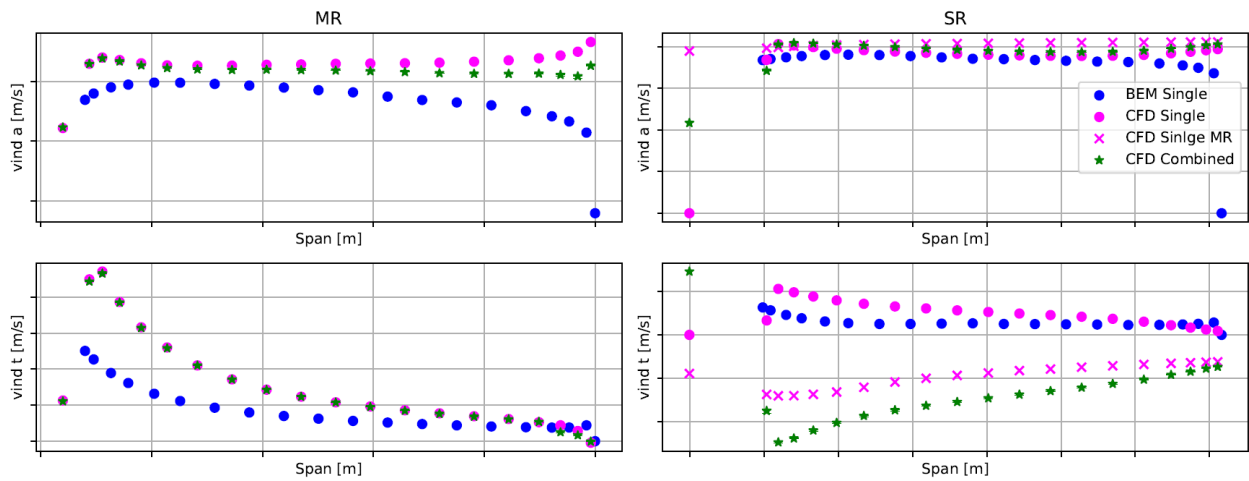 MR
SR
vind a [m/s]
vind a [m/s]
BEM Single
CFD Single
CFD Sinlge MR
CFD Combined
Span [m]
Span [m]
vind t [m/s]
vind t [m/s]
Span [m]
Span [m]